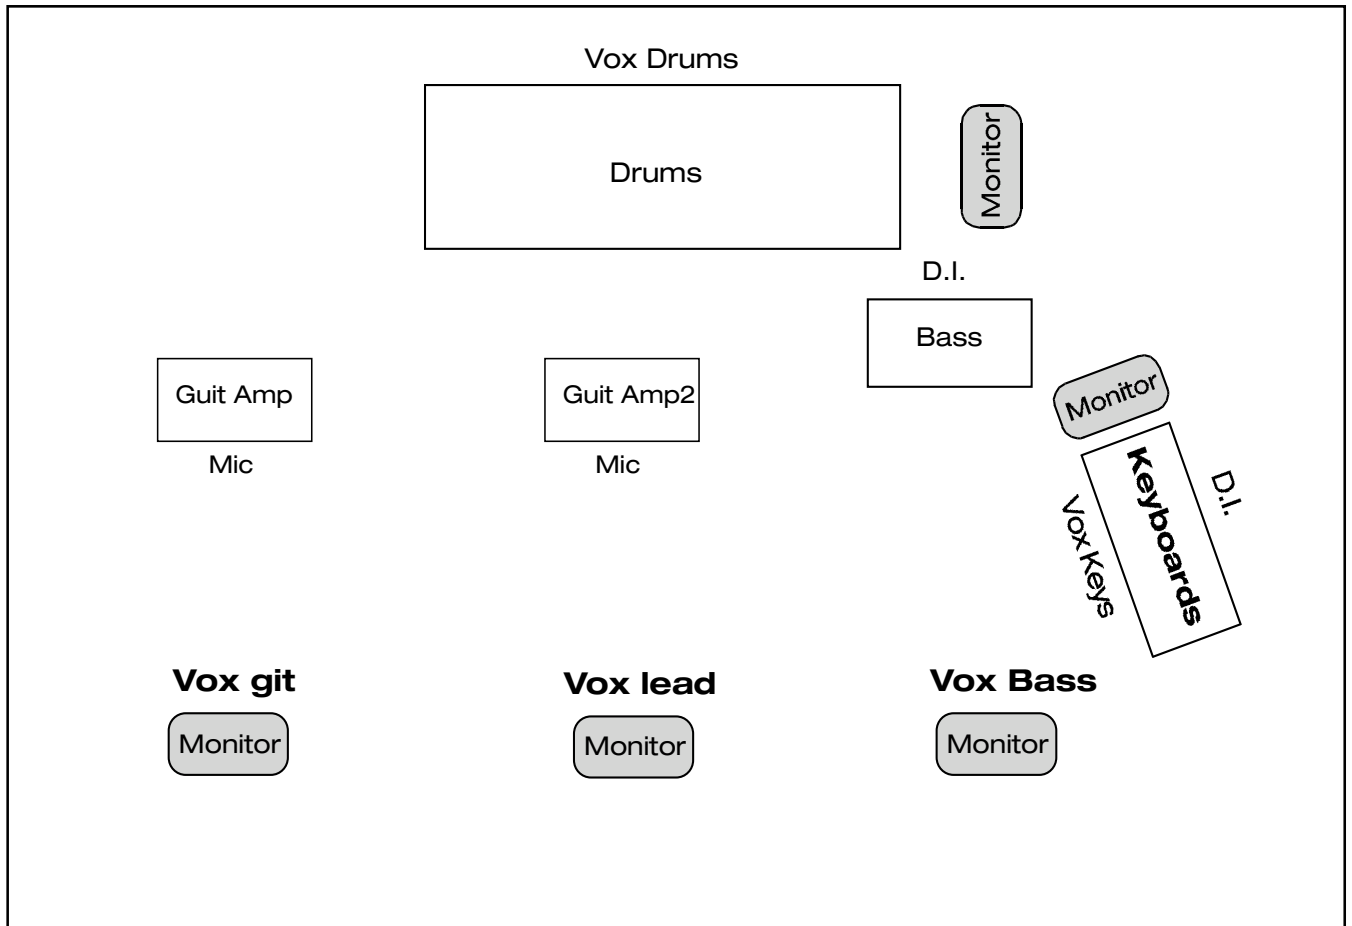 Vox Drums
Drums
Monitor
D.I.
Bass
Guit Amp
Guit Amp2
Monitor
Mic
Mic
Keyboards
D.I.
Vox Keys
Vox git
Vox lead
Vox Bass
Monitor
Monitor
Monitor